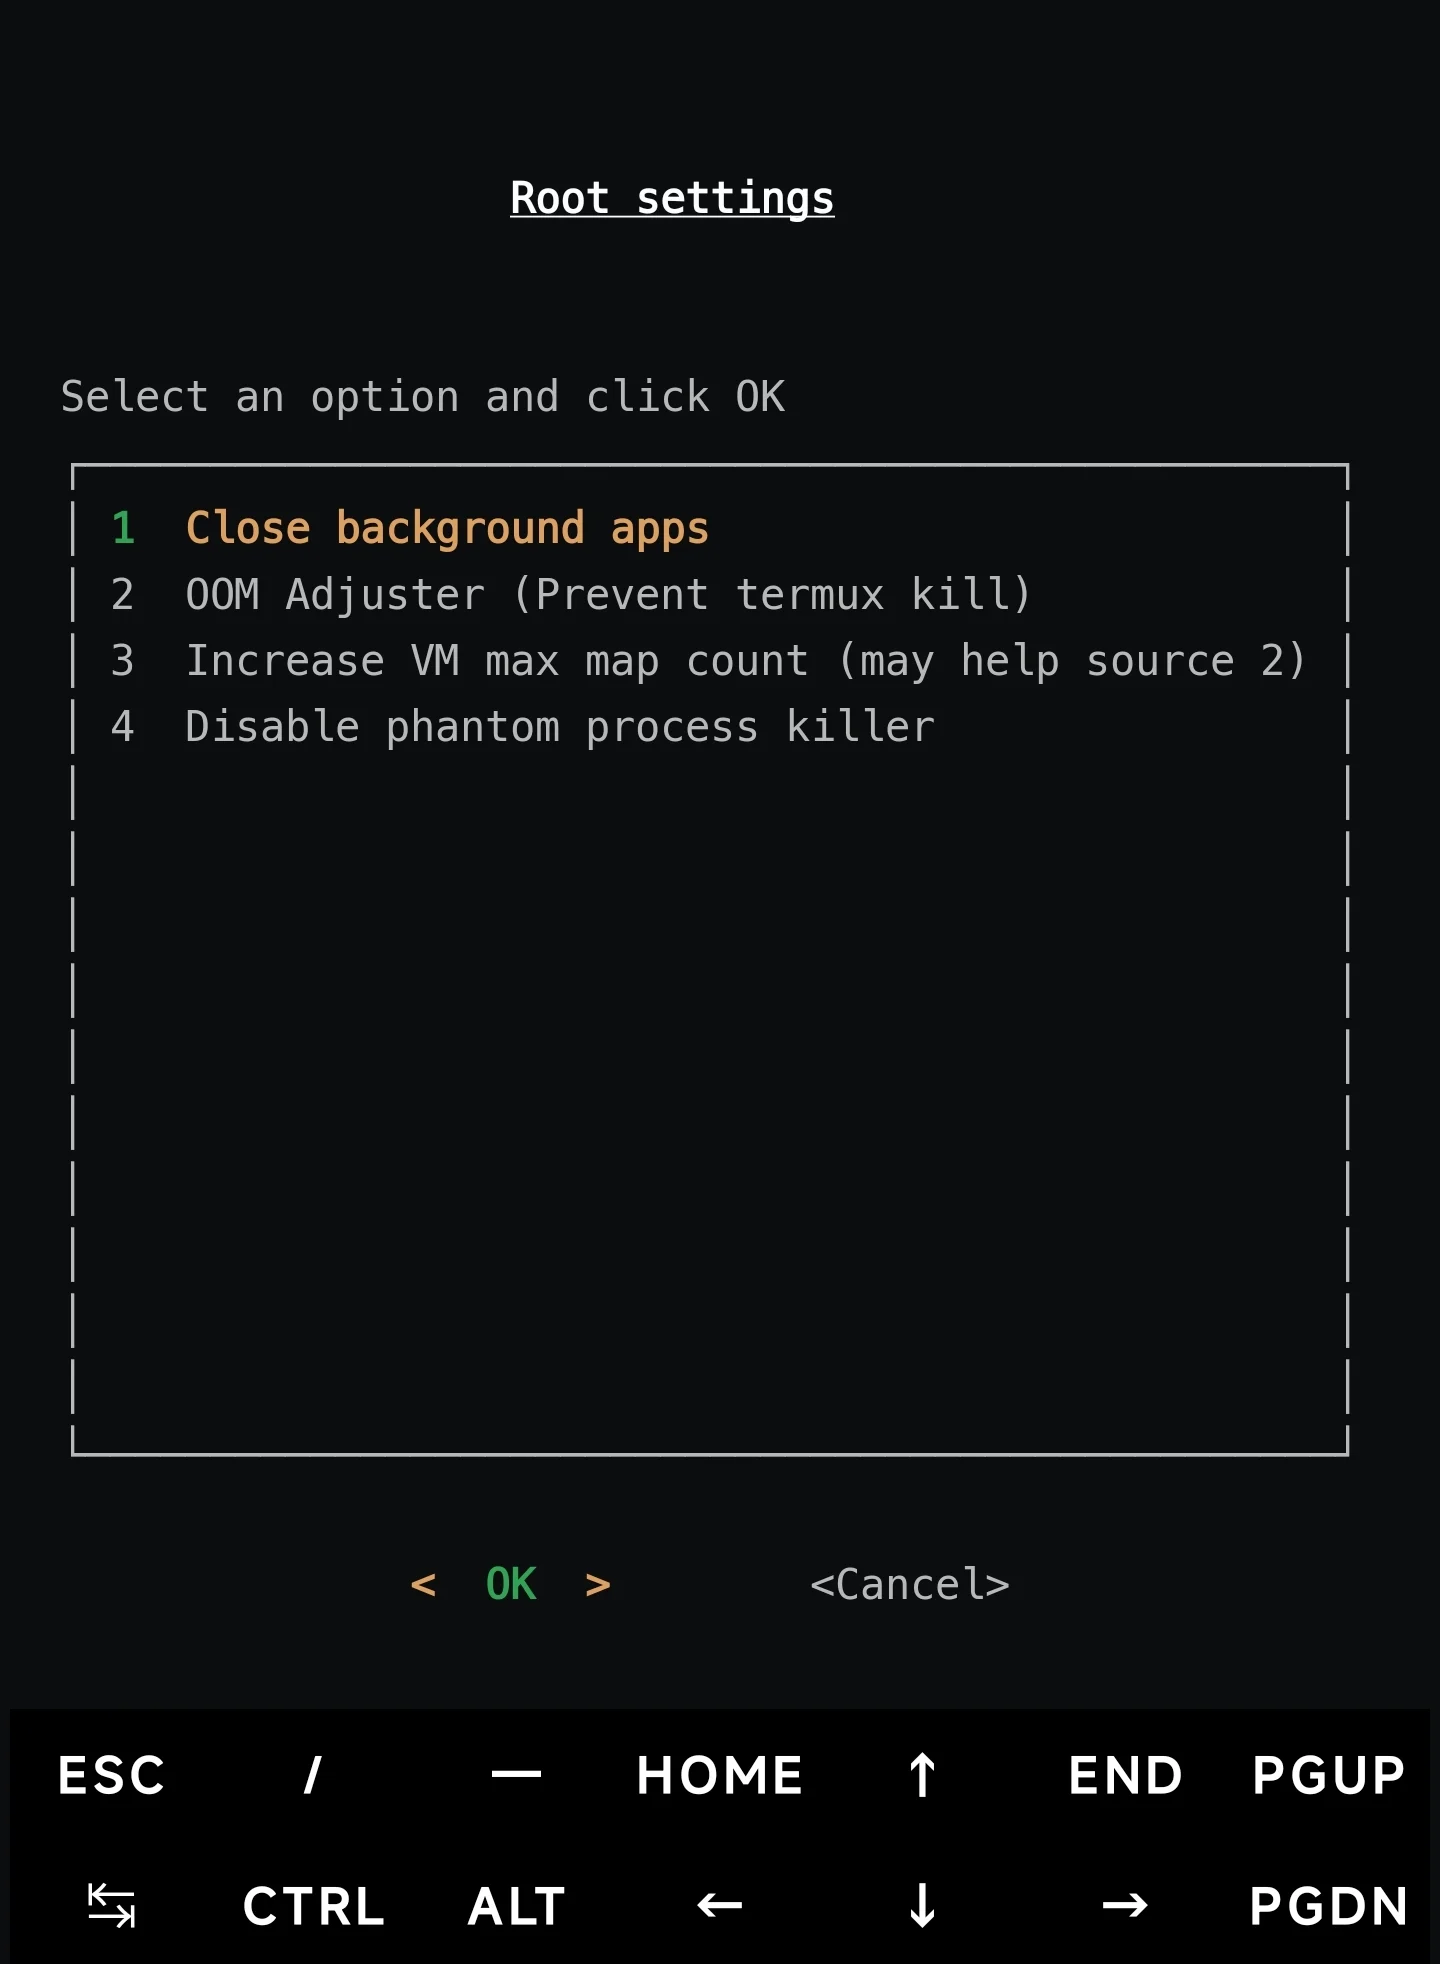 Root settings
Select an option and click OK
1 Close background apps
2 OOM Adjuster (Prevent termux kill)
3 Increase VM max map count (may help source 2)
4 Disable phantom process killer
< OK > <Cancel>
ESC / — HOME ↑ END PGUP
↹ CTRL ALT ← ↓ → PGDN